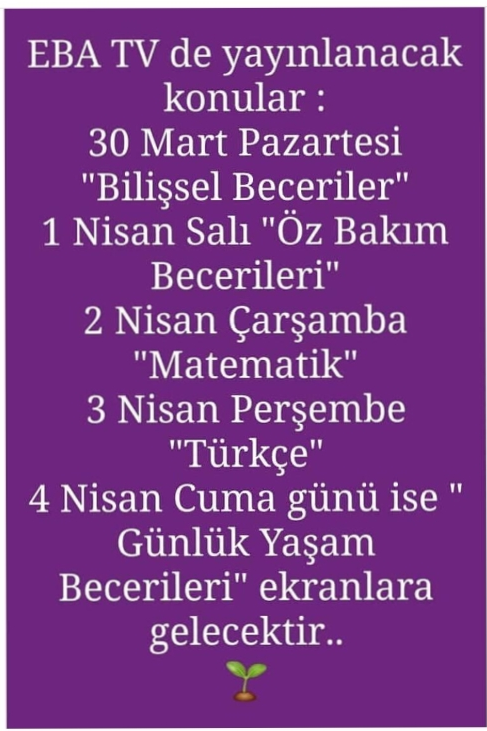 EBA TV de yayınlanacak
konular :
30 Mart Pazartesi
"Bilişsel Beceriler"
1 Nisan Salı "Öz Bakım
Becerileri"
2 Nisan Çarşamba
"Matematik"
3 Nisan Perşembe
"Türkçe"
4 Nisan Cuma günü ise "
Günlük Yaşam
Becerileri" ekranlara
gelecektir..